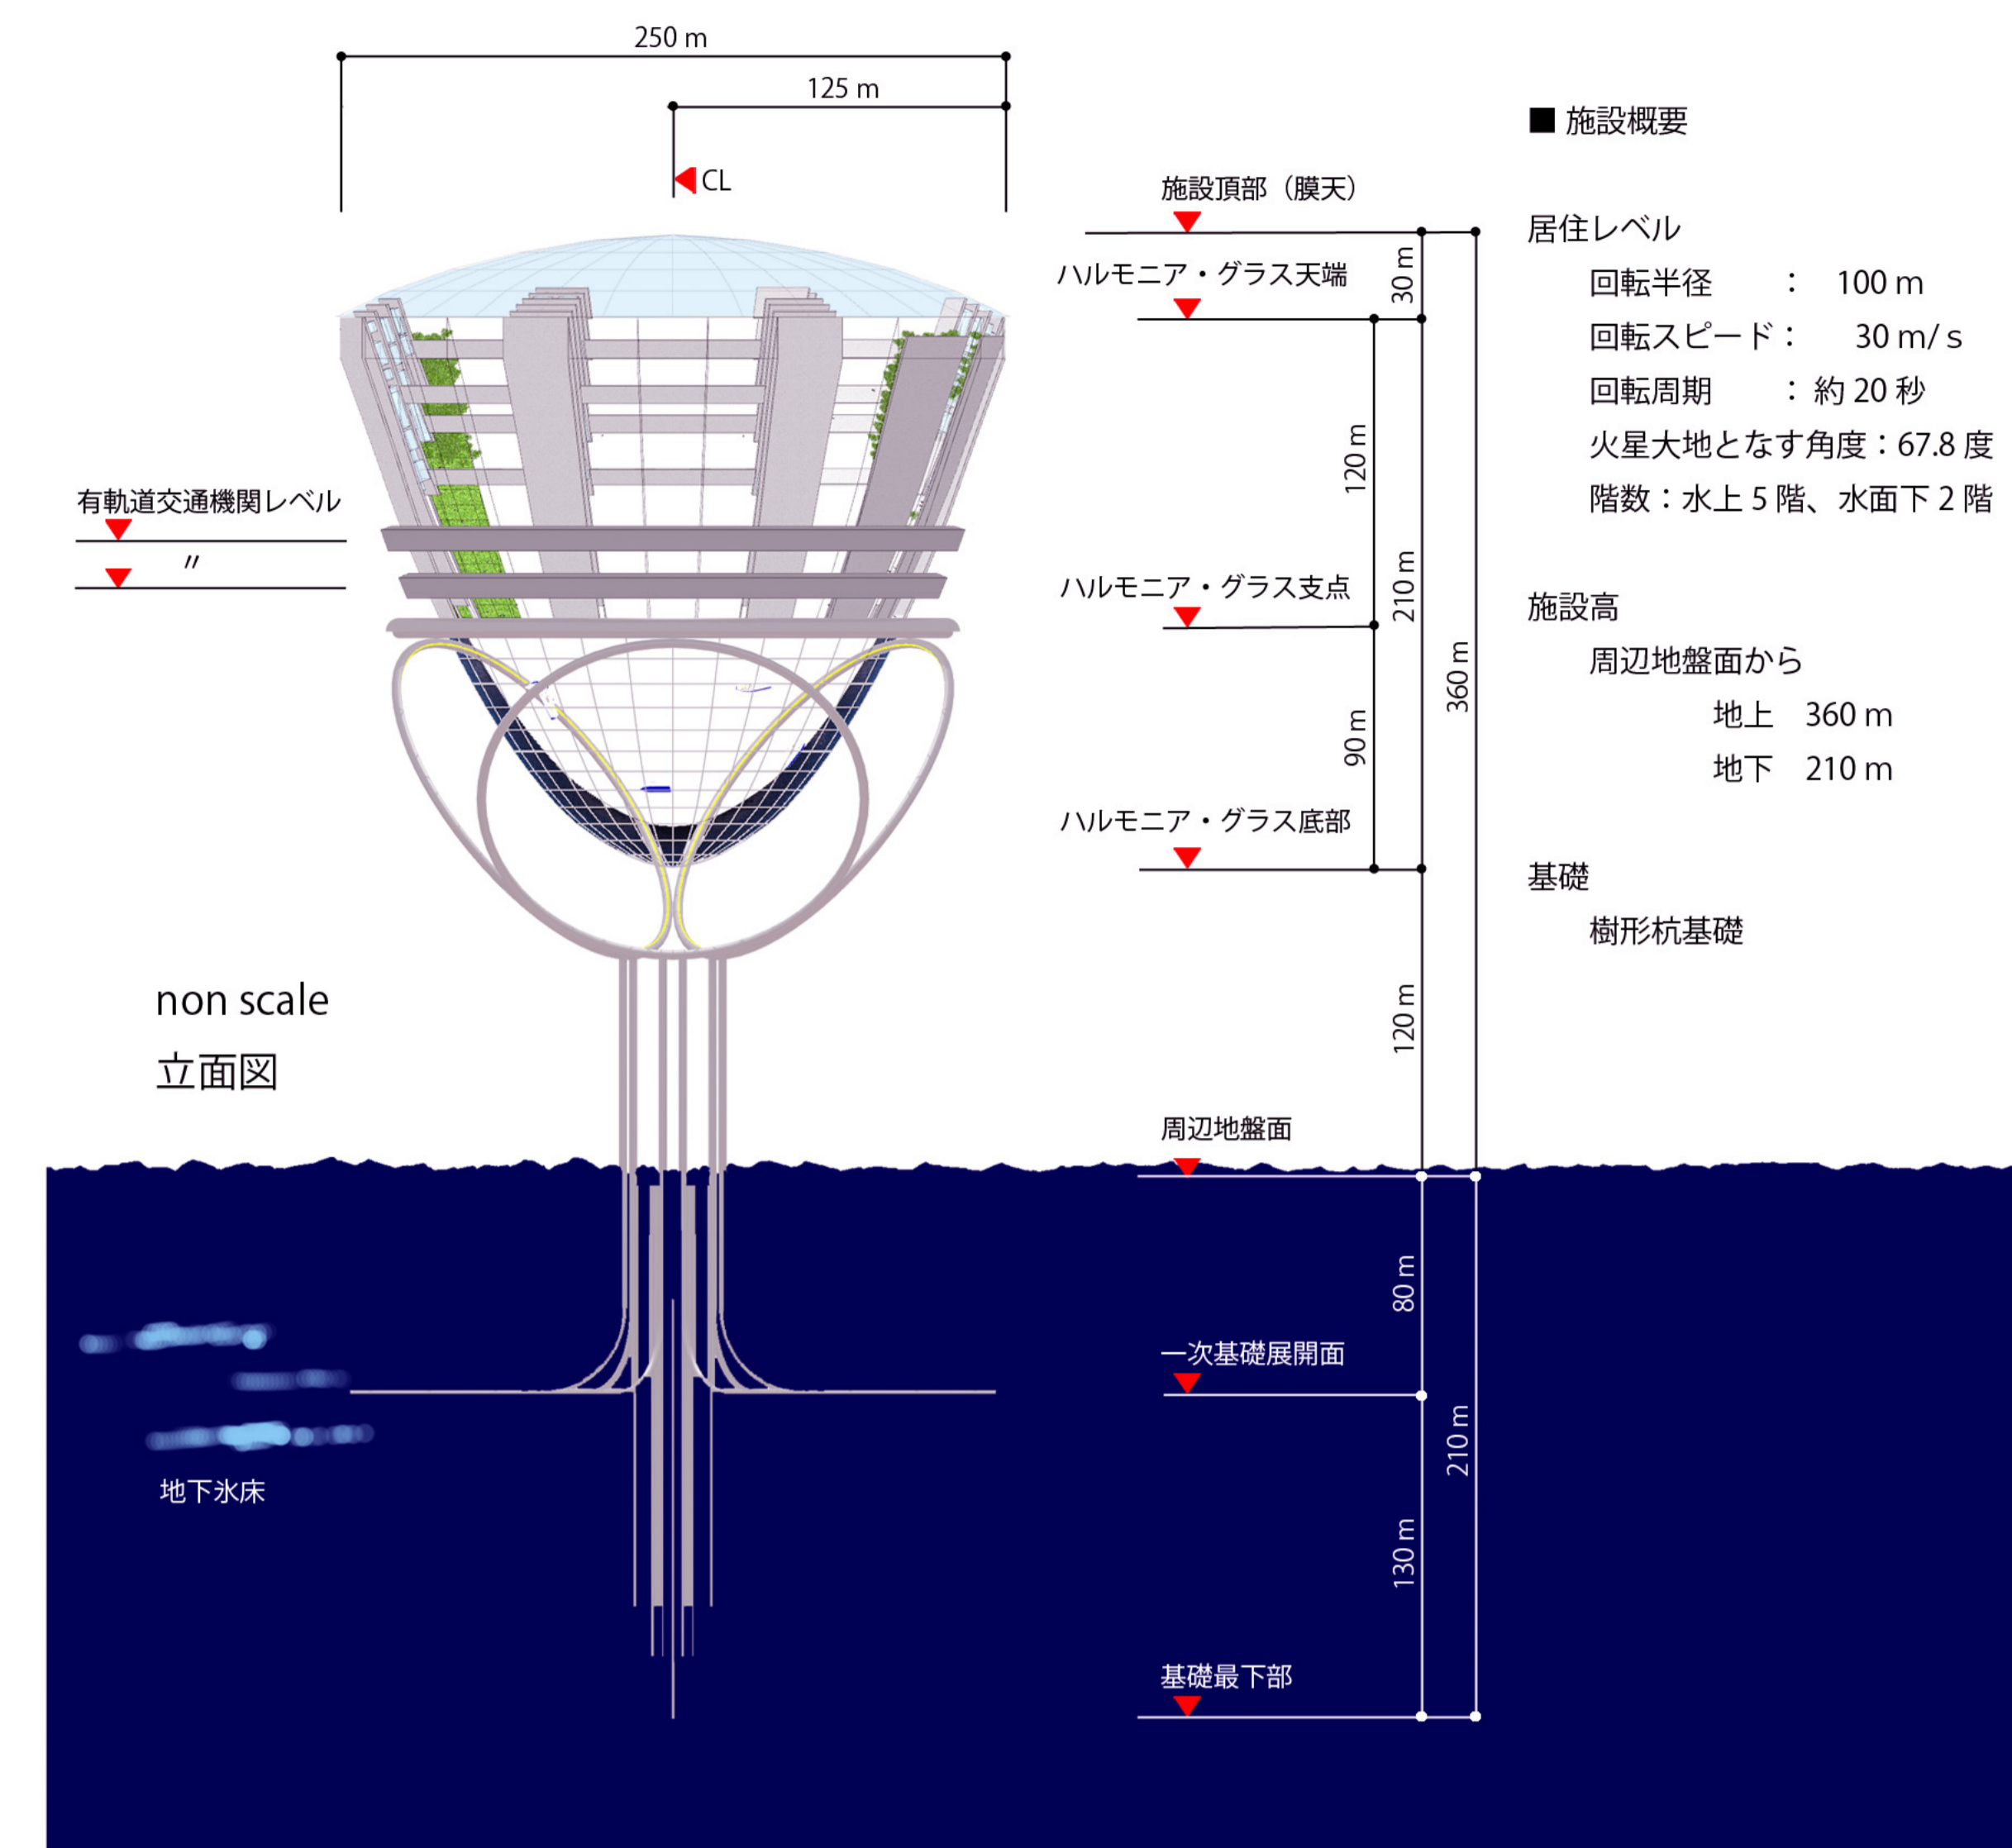 250 m
125 m
CL
■ 施設概要
施設頂部（膜天）
居住レベル
30 m
ハルモニア・グラス天端
回転半径　　：　100 m
回転スピード：　　30 m/ s
回転周期　　：約 20 秒
火星大地となす角度：67.8 度
120 m
有軌道交通機関レベル
階数：水上 5 階、水面下 2 階
〃
210 m
ハルモニア・グラス支点
施設高
周辺地盤面から
360 m
地上　360 m
90 m
地下　210 m
ハルモニア・グラス底部
基礎
樹形杭基礎
non scale
120 m
立面図
周辺地盤面
80 m
一次基礎展開面
210 m
地下氷床
130 m
基礎最下部